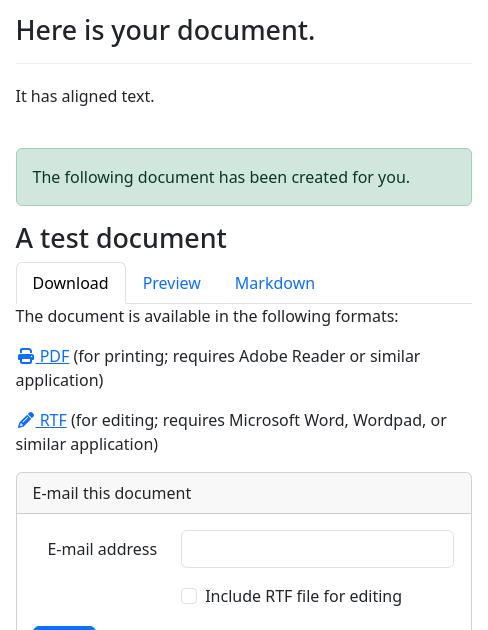 Here is your document.
It has aligned text.
The following document has been created for you.
A test document
Download Preview Markdown
The document is available in the following formats:
PDF (for printing; requires Adobe Reader or similar
application)
RTF (for editing; requires Microsoft Word, Wordpad, or
similar application)
E-mail this document
E-mail address
Include RTF file for editing